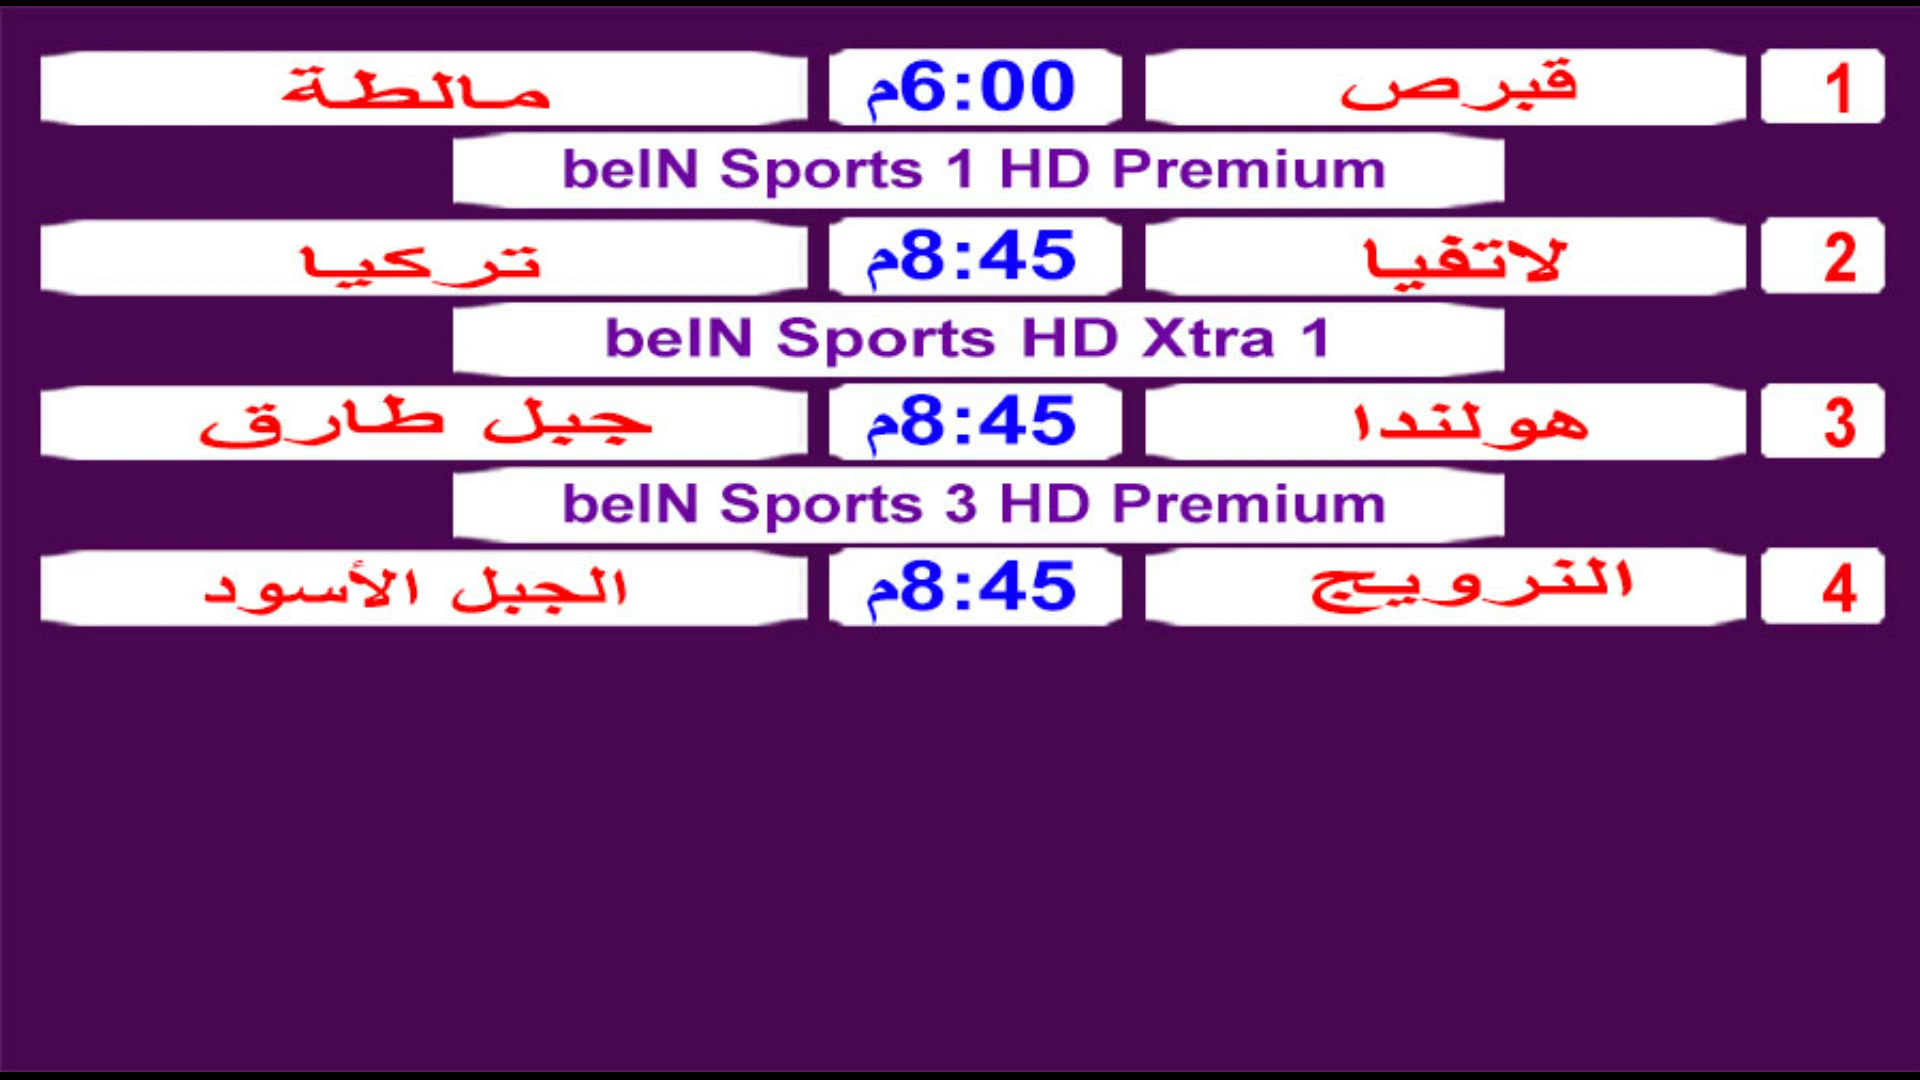 1 قبرص 6:00م مالطة
beIN Sports 1 HD Premium
2 لاتفيا 8:45م تركيا
beIN Sports HD Xtra 1
3 هولندا 8:45م جبل طارق
beIN Sports 3 HD Premium
4 النرويج 8:45م الجبل الأسود